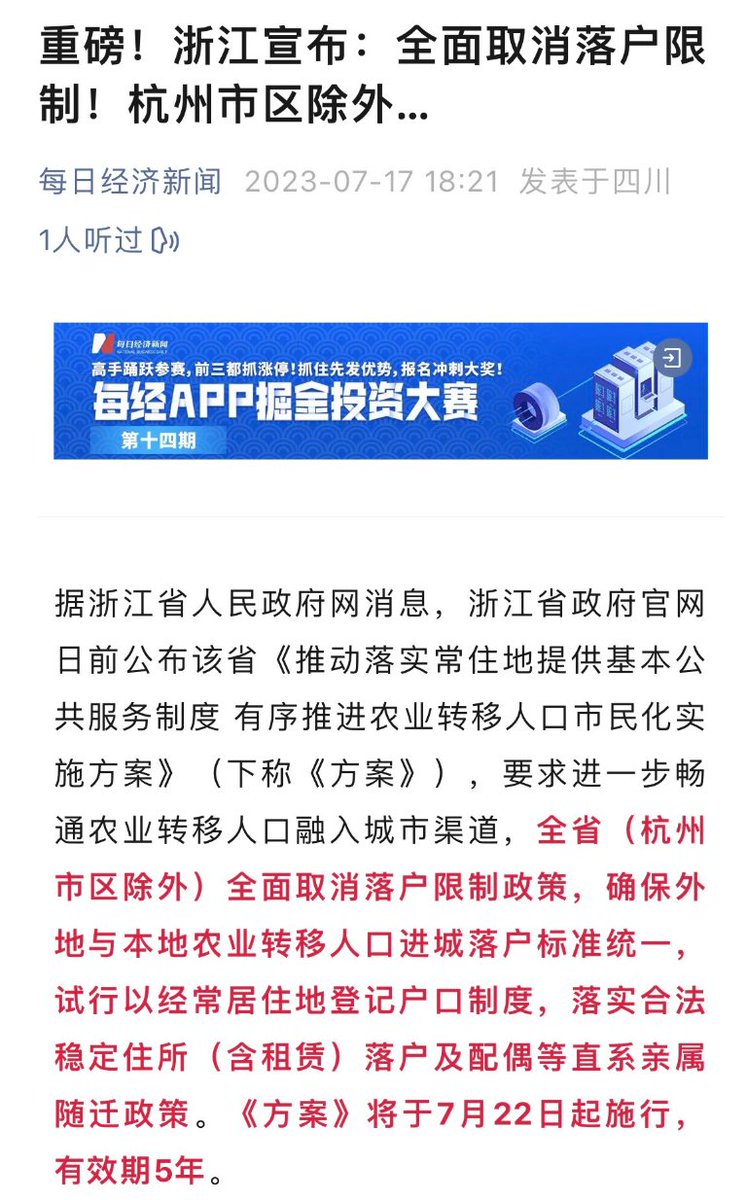 重磅！浙江宣布：全面取消落户限
制！杭州市区除外...
每日经济新闻 2023-07-17 18:21 发表于四川
1人听过
每日经济新闻
NATIONAL BUSINESS DAILY
高手踊跃参赛,前三都抓涨停!抓住先发优势,报名冲刺大奖!
每经APP掘金投资大赛
第十四期
据浙江省人民政府网消息，浙江省政府官网
日前公布该省《推动落实常住地提供基本公
共服务制度 有序推进农业转移人口市民化实
施方案》（下称《方案》），要求进一步畅
通农业转移人口融入城市渠道，全省（杭州
市区除外）全面取消落户限制政策，确保外
地与本地农业转移人口进城落户标准统一，
试行以经常居住地登记户口制度，落实合法
稳定住所（含租赁）落户及配偶等直系亲属
随迁政策。《方案》将于7月22日起施行，
有效期5年。